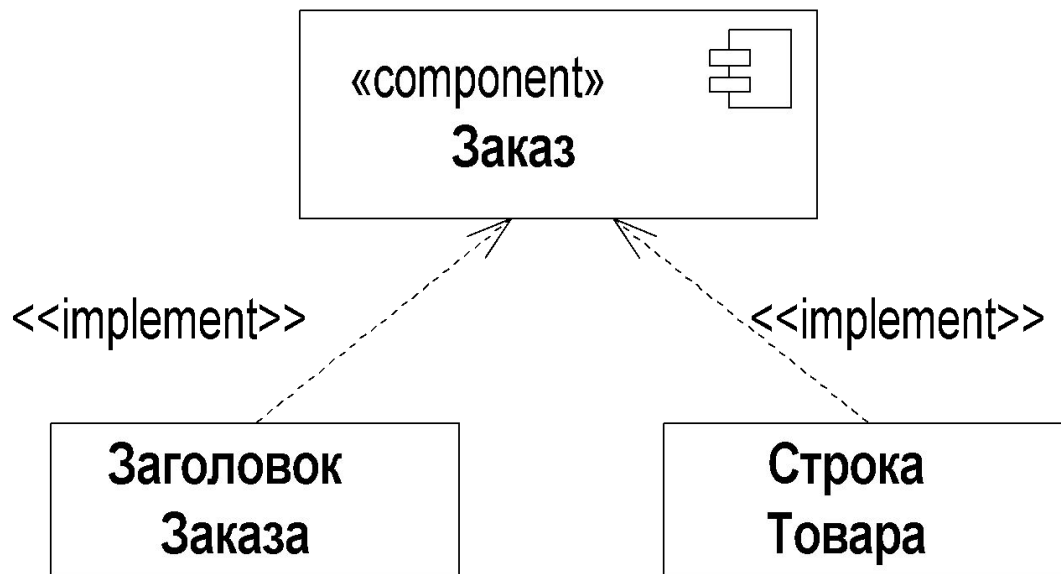 «component»
Заказ
<<implement>>
<<implement>>
Заголовок
Заказа
Строка
Товара